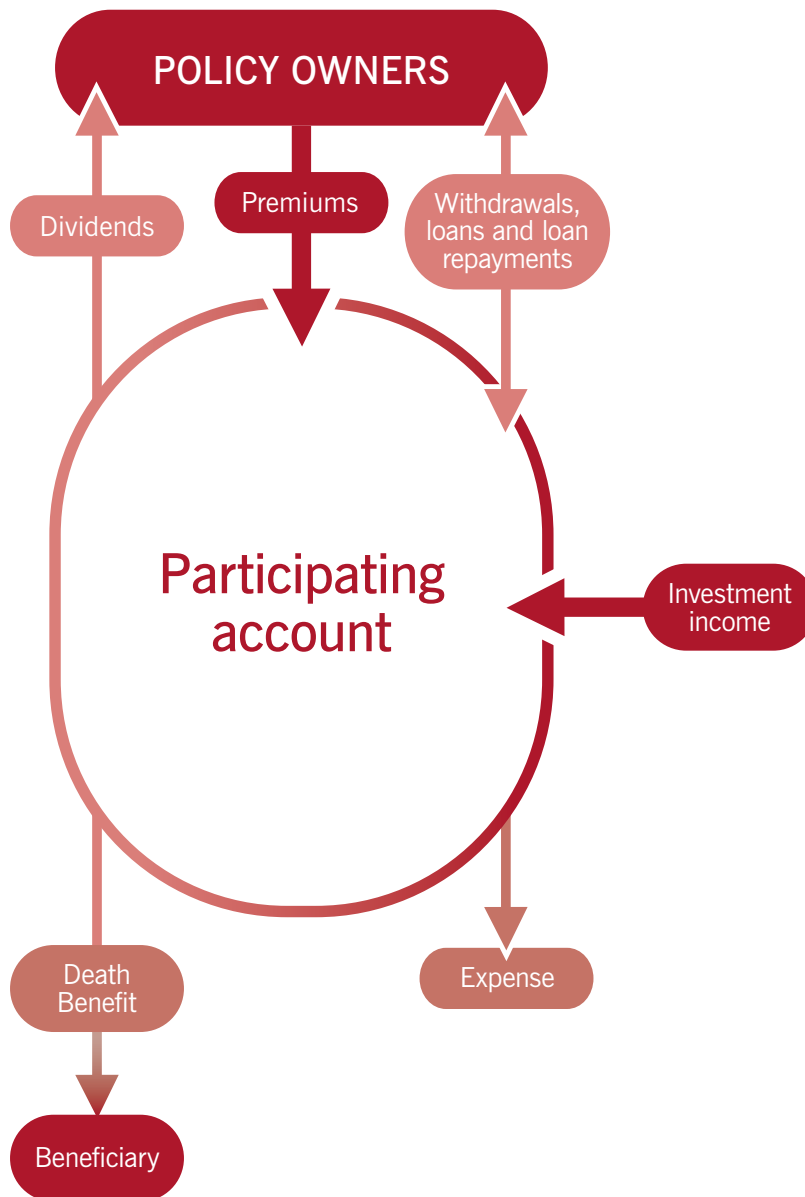 POLICY OWNERS
Dividends
Premiums
Withdrawals,
loans and loan
repayments
Participating
account
Investment
income
Death
Benefit
Expense
Beneficiary